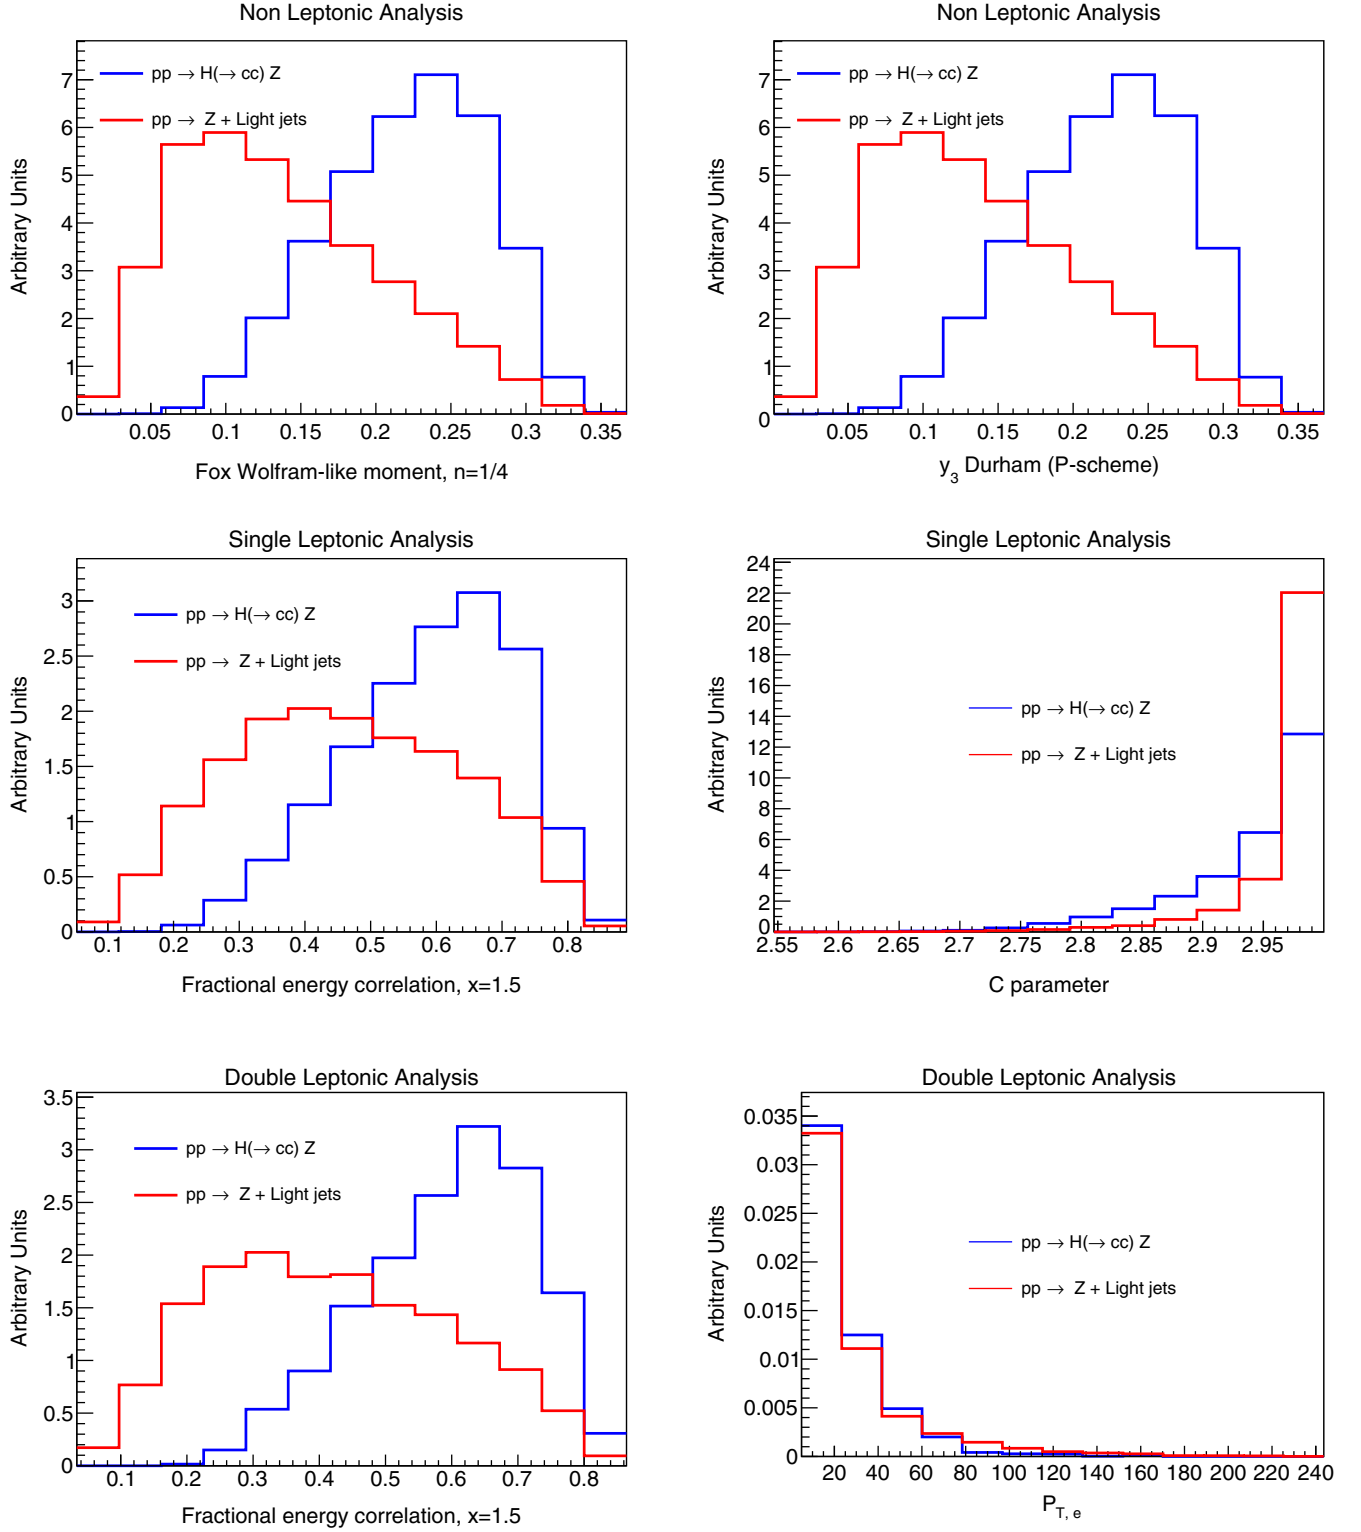 Non Leptonic Analysis
Arbitrary Units
7
6
5
4
3
2
1
0
pp → H(→ cc) Z
pp → Z + Light jets
0.05 0.1 0.15 0.2 0.25 0.3 0.35
Fox Wolfram-like moment, n=1/4
Non Leptonic Analysis
Arbitrary Units
7
6
5
4
3
2
1
0
pp → H(→ cc) Z
pp → Z + Light jets
0.05 0.1 0.15 0.2 0.25 0.3 0.35
y3 Durham (P-scheme)
Single Leptonic Analysis
Arbitrary Units
3
2.5
2
1.5
1
0.5
0
pp → H(→ cc) Z
pp → Z + Light jets
0.1 0.2 0.3 0.4 0.5 0.6 0.7 0.8
Fractional energy correlation, x=1.5
Single Leptonic Analysis
Arbitrary Units
24
22
20
18
16
14
12
10
8
6
4
2
0
pp → H(→ cc) Z
pp → Z + Light jets
2.55 2.6 2.65 2.7 2.75 2.8 2.85 2.9 2.95
C parameter
Double Leptonic Analysis
Arbitrary Units
3.5
3
2.5
2
1.5
1
0.5
0
pp → H(→ cc) Z
pp → Z + Light jets
0.1 0.2 0.3 0.4 0.5 0.6 0.7 0.8
Fractional energy correlation, x=1.5
Double Leptonic Analysis
Arbitrary Units
0.035
0.03
0.025
0.02
0.015
0.01
0.005
0
pp → H(→ cc) Z
pp → Z + Light jets
20 40 60 80 100 120 140 160 180 200 220 240
PT, e